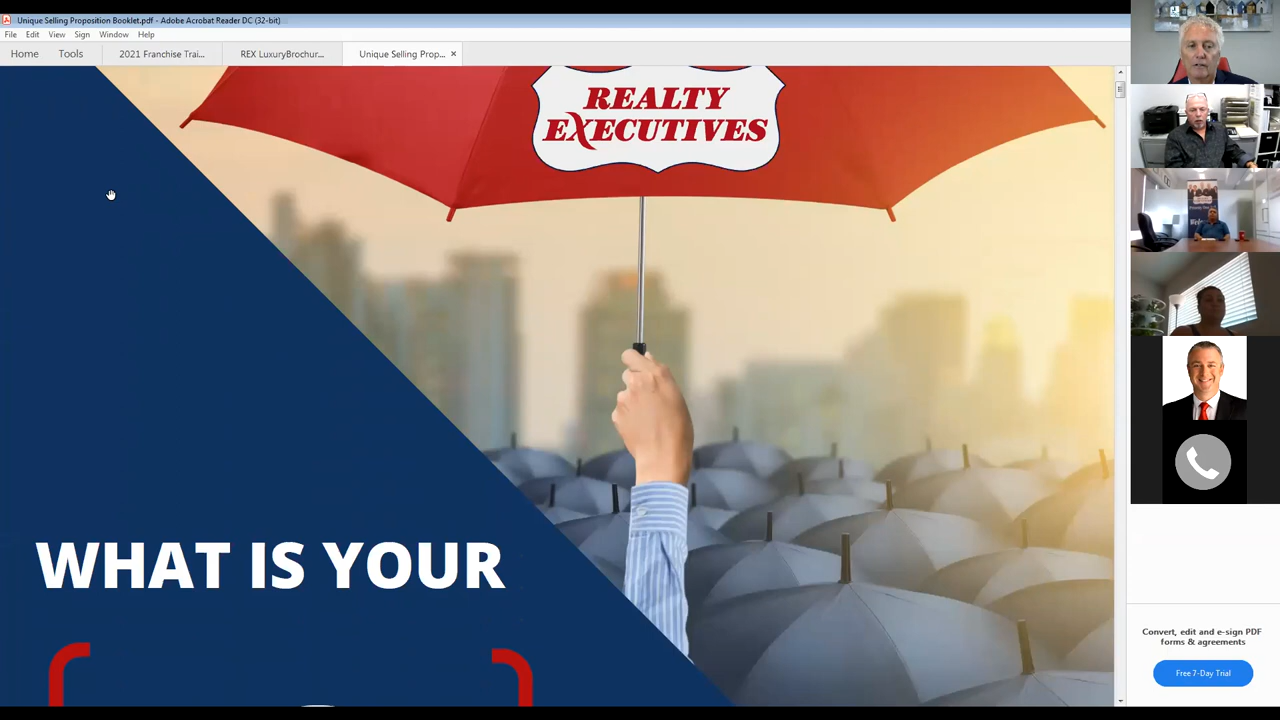 Unique Selling Proposition Booklet.pdf - Adobe Acrobat Reader DC (32-bit)
File Edit View Sign Window Help
Home Tools 2021 Franchise Trai... REX LuxuryBrochur... Unique Selling Prop... ×
REALTY
EXECUTIVES
WHAT IS YOUR
Convert, edit and e-sign PDF
forms & agreements
Free 7-Day Trial